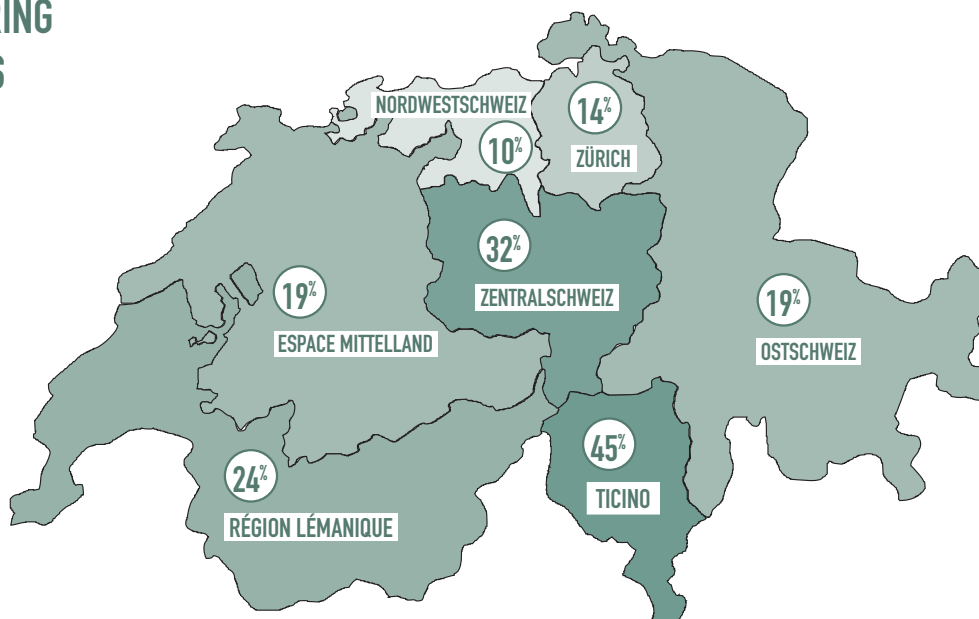 NORDWESTSCHWEIZ
10%
14%
ZÜRICH
32%
ZENTRALSCHWEIZ
19%
ESPACE MITTELLAND
19%
OSTSCHWEIZ
45%
TICINO
24%
RÉGION LÉMANIQUE